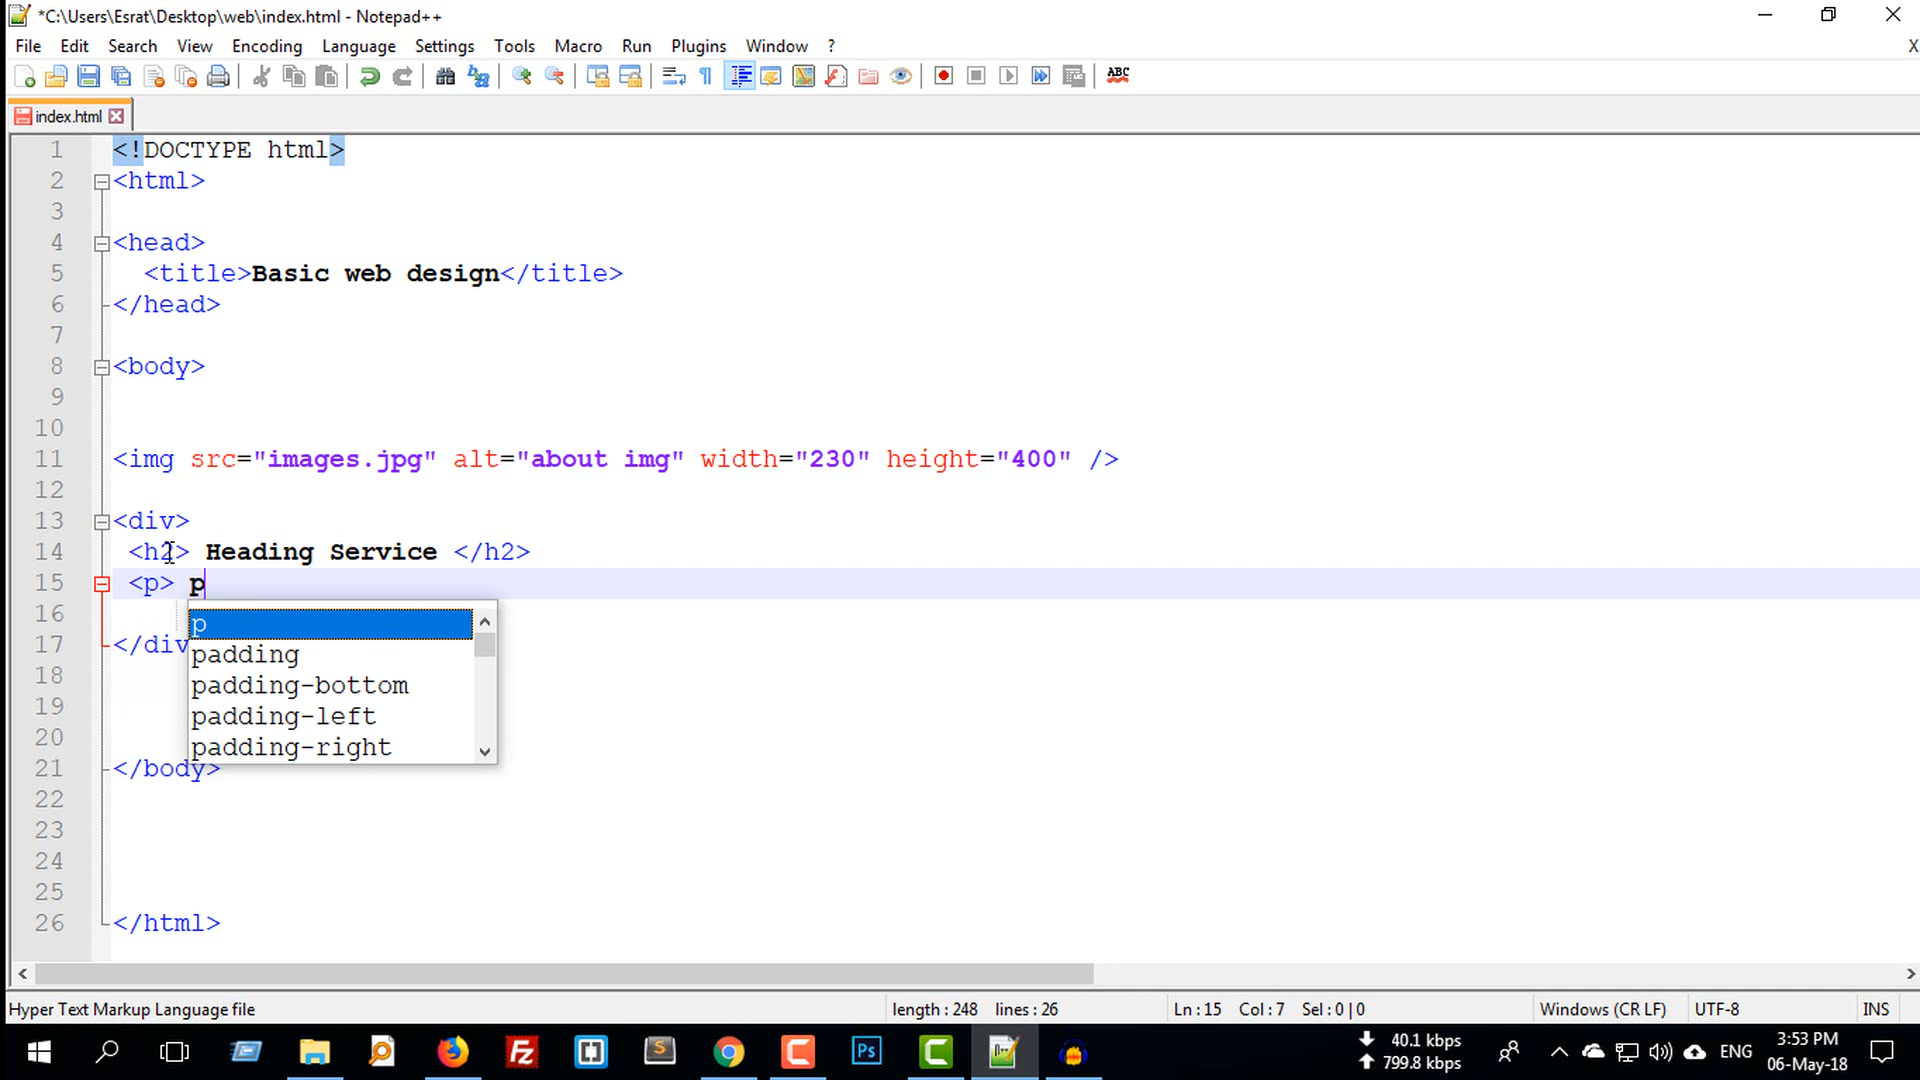 *C:\Users\Esrat\Desktop\web\index.html - Notepad++
File Edit Search View Encoding Language Settings Tools Macro Run Plugins Window ? X
ABC
index.html
1 <!DOCTYPE html>
2 <html>
3
4 <head>
5 <title>Basic web design</title>
6 </head>
7
8 <body>
9
10
11 <img src="images.jpg" alt="about img" width="230" height="400" />
12
13 <div>
14 <h2> Heading Service </h2>
15 <p> p
16 p
17 </div
padding
18 padding-bottom
19 padding-left
20 padding-right
21 </body>
22
23
24
25
26 </html>
Hyper Text Markup Language file length : 248 lines : 26 Ln : 15 Col : 7 Sel : 0 | 0 Windows (CR LF) UTF-8 INS
40.1 kbps
799.8 kbps
ENG
3:53 PM
06-May-18